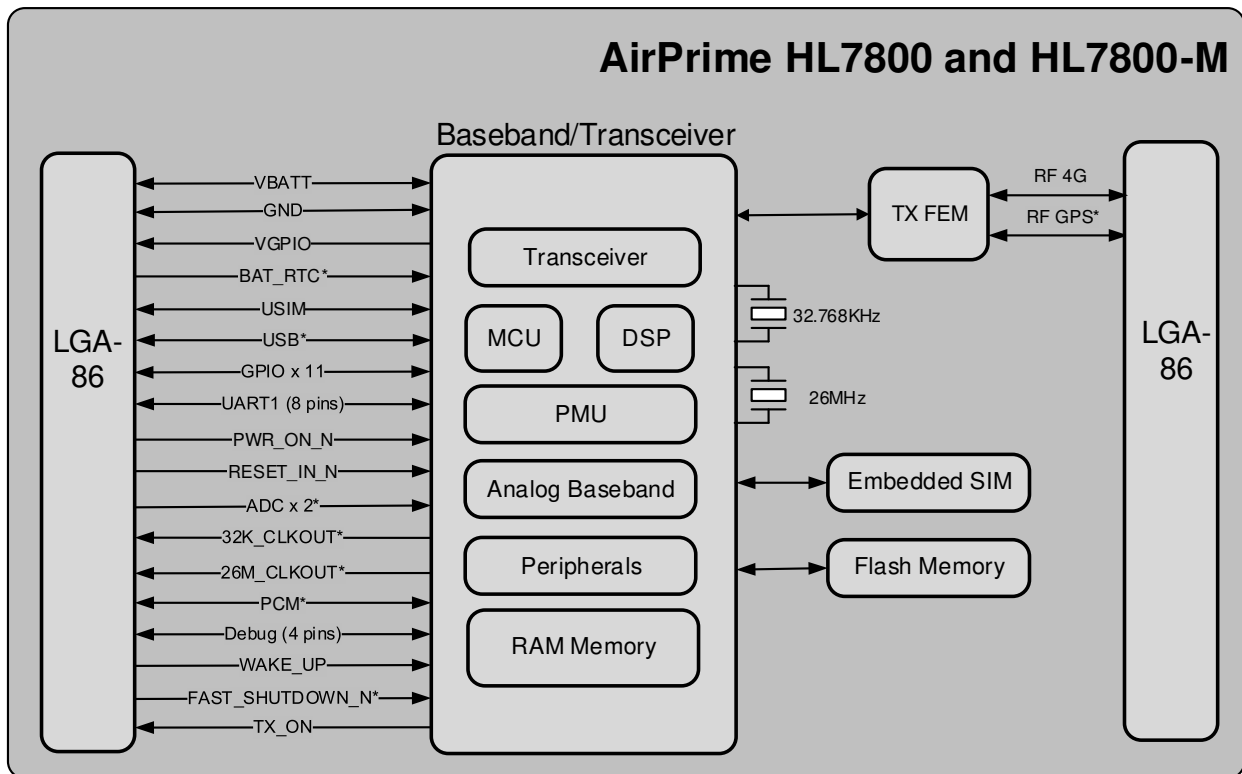 AirPrime HL7800 and HL7800-M
Baseband/Transceiver
LGA-
86
VBATT
GND
VGPIO
BAT_RTC*
USIM
USB*
GPIO x 11
UART1 (8 pins)
PWR_ON_N
RESET_IN_N
ADC x 2*
32K_CLKOUT*
26M_CLKOUT*
PCM*
Debug (4 pins)
WAKE_UP
FAST_SHUTDOWN_N*
TX_ON
Transceiver
MCU
DSP
PMU
Analog Baseband
Peripherals
RAM Memory
32.768KHz
26MHz
TX FEM
RF 4G
RF GPS*
Embedded SIM
Flash Memory
LGA-
86